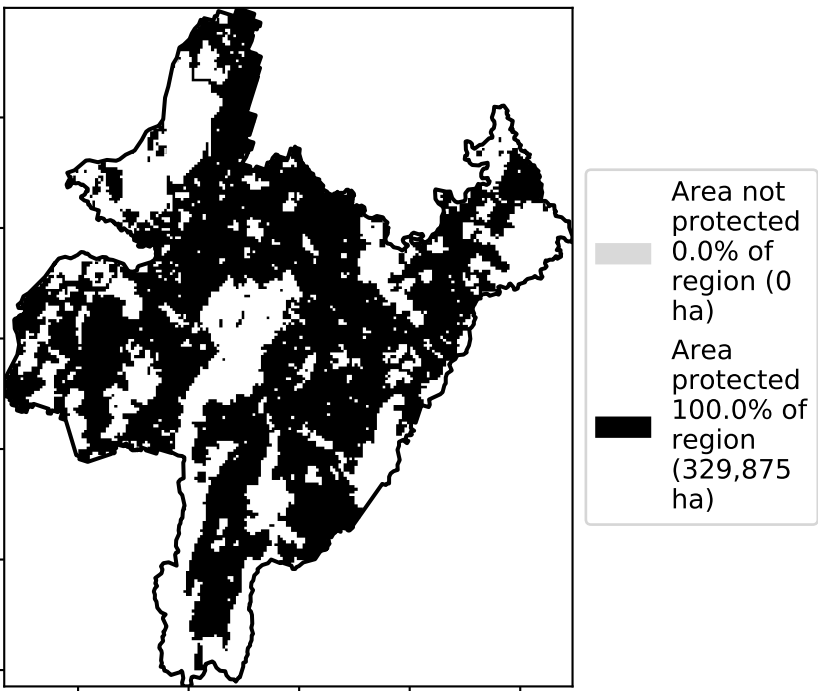 Area not
protected
0.0% of
region (0
ha)
Area
protected
100.0% of
region
(329,875
ha)